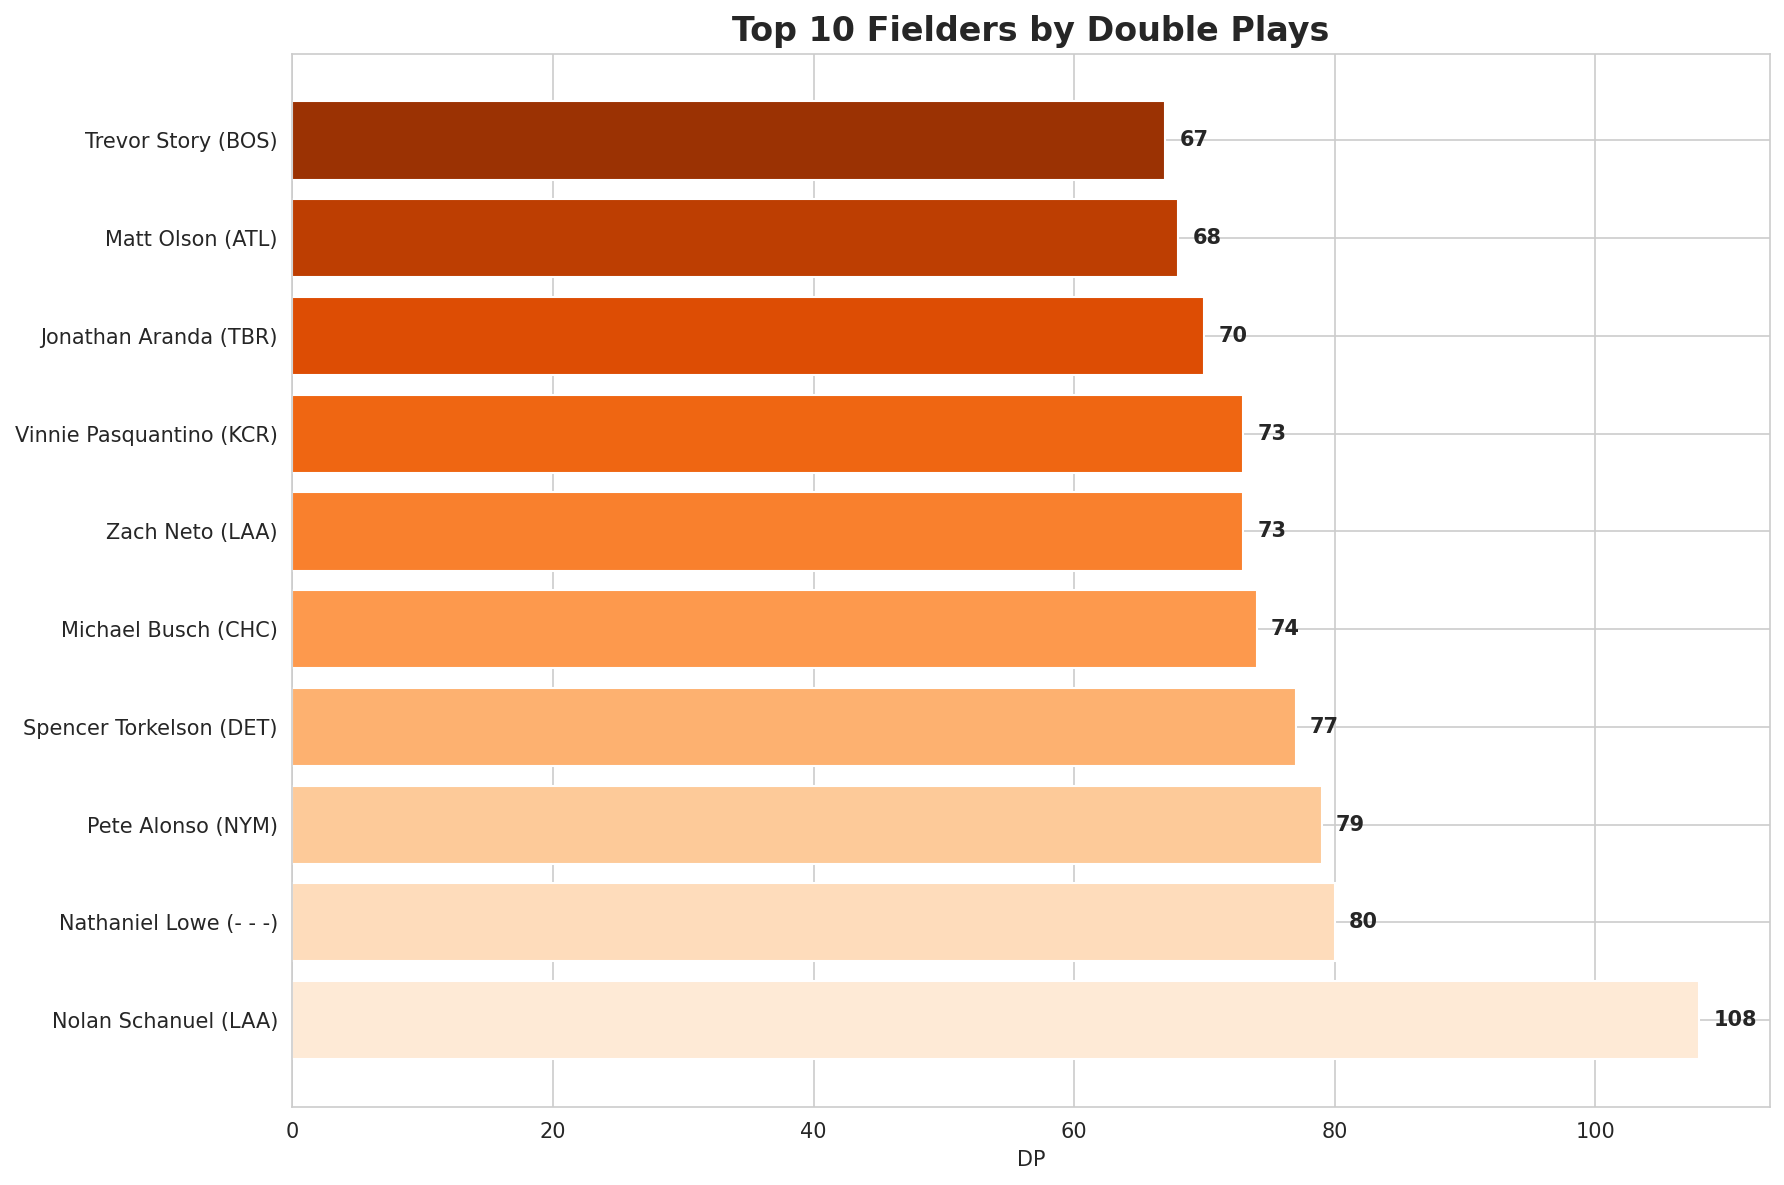 Top 10 Fielders by Double Plays
Trevor Story (BOS) 67
Matt Olson (ATL) 68
Jonathan Aranda (TBR) 70
Vinnie Pasquantino (KCR) 73
Zach Neto (LAA) 73
Michael Busch (CHC) 74
Spencer Torkelson (DET) 77
Pete Alonso (NYM) 79
Nathaniel Lowe (- - -) 80
Nolan Schanuel (LAA) 108
0 20 40 60 80 100
DP